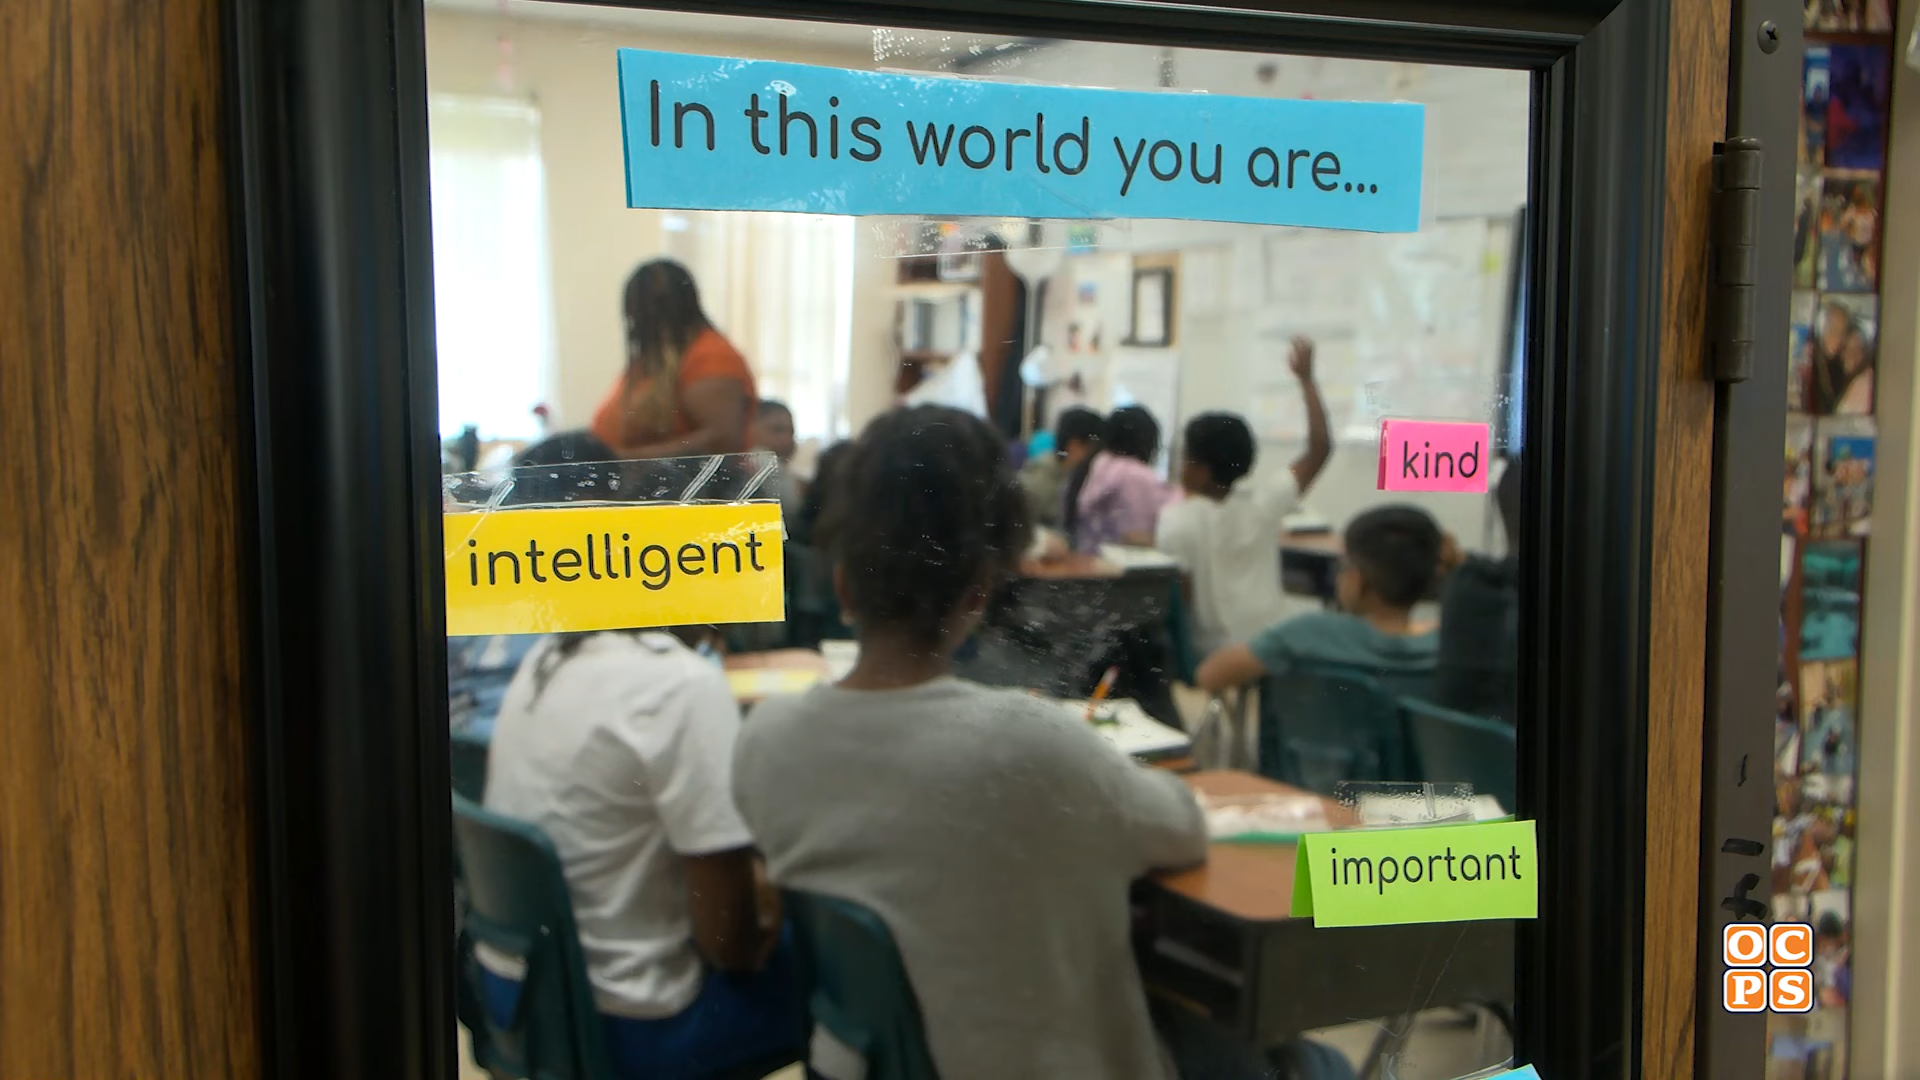 In this world you are...
kind
intelligent
important
OC
PS